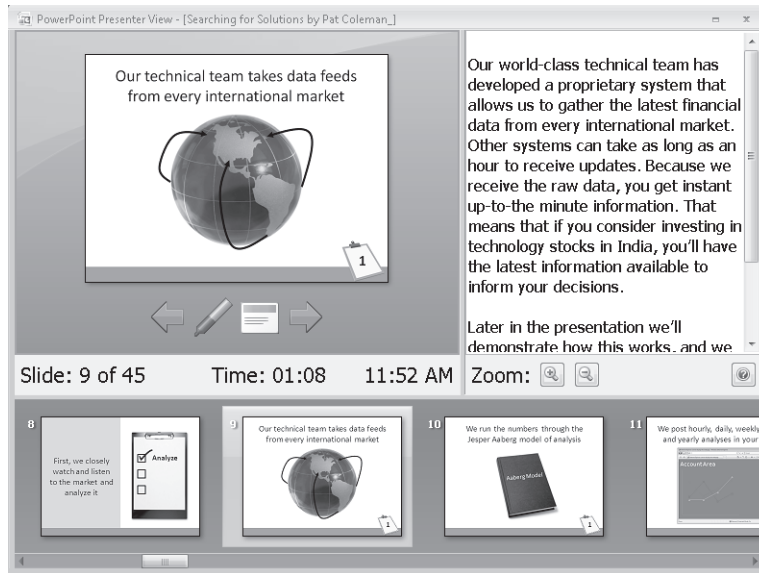 PowerPoint Presenter View - [Searching for Solutions by Pat Coleman_]
Our technical team takes data feeds
from every international market
1
Our world-class technical team has
developed a proprietary system that
allows us to gather the latest financial
data from every international market.
Other systems can take as long as an
hour to receive updates. Because we
receive the raw data, you get instant
up-to-the minute information. That
means that if you consider investing in
technology stocks in India, you'll have
the latest information available to
inform your decisions.
Later in the presentation we'll
demonstrate how this works, and we
Slide: 9 of 45
Time: 01:08
11:52 AM
Zoom:
8
First, we closely
watch and listen
to the market and
analyze it
Analyze
9
Our technical team takes data feeds
from every international market
1
10
We run the numbers through the
Jesper Aaberg model of analysis
Aaberg Model
1
11
We post hourly, daily, weekly
and yearly analyses in your
Account Area